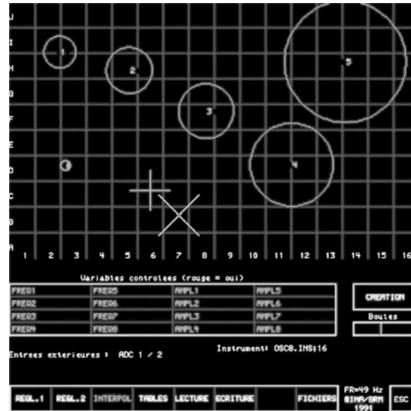 J
I
1
H
2
5
G
3
F
E
D
4
C
B
A
1 2 3 4 5 6 7 8 9 10 11 12 13 14 15 16
Variables controlees (rouge = oui)
FREQ1 FREQ5 AMPL1 AMPL5
FREQ2 FREQ6 AMPL2 AMPL6
FREQ3 FREQ7 AMPL3 AMPL7
FREQ4 FREQ8 AMPL4 AMPL8
CREATION
Boules
Instrument: OSC8.INS:16
Entrees exterieures : ADC 1 / 2
REGL.1 REGL.2 INTERPOL TABLES LECTURE ECRITURE FICHIERS
FR=49 Hz
©INA/GRM
1991
ESC